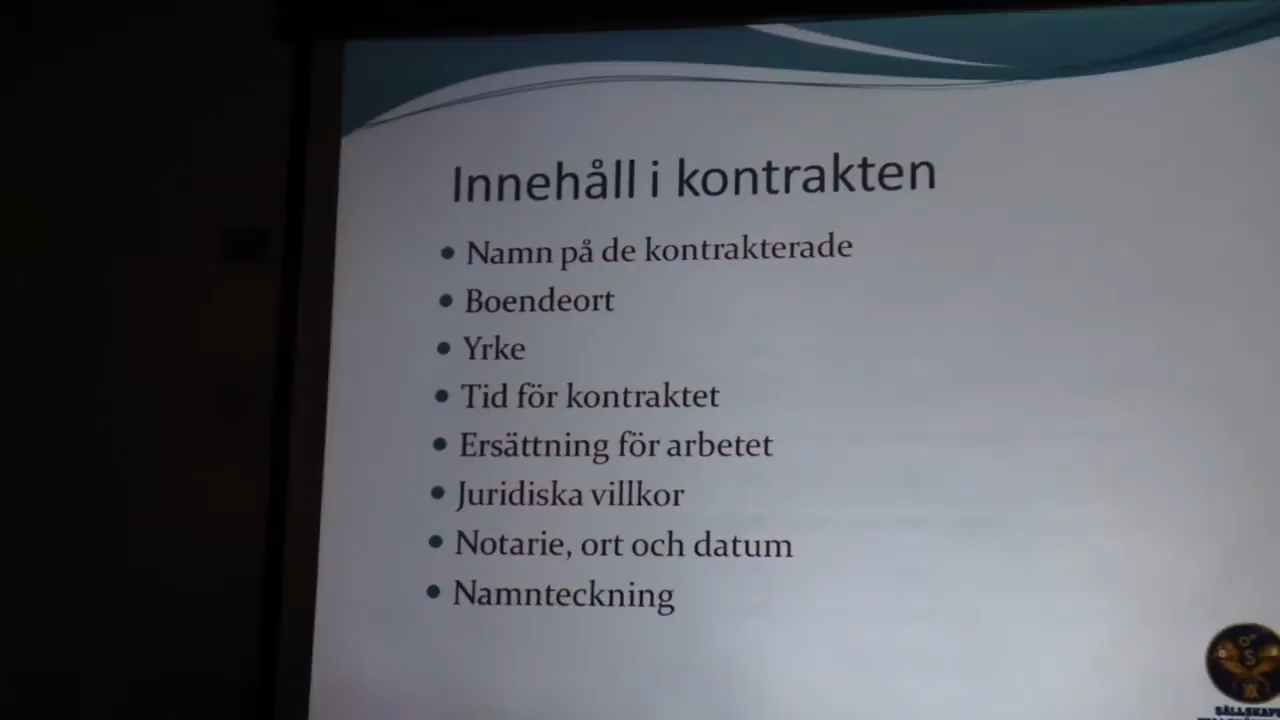 Innehåll i kontrakten
• Namn på de kontrakterade
• Boendeort
• Yrke
• Tid för kontraktet
• Ersättning för arbetet
• Juridiska villkor
• Notarie, ort och datum
• Namnteckning
S